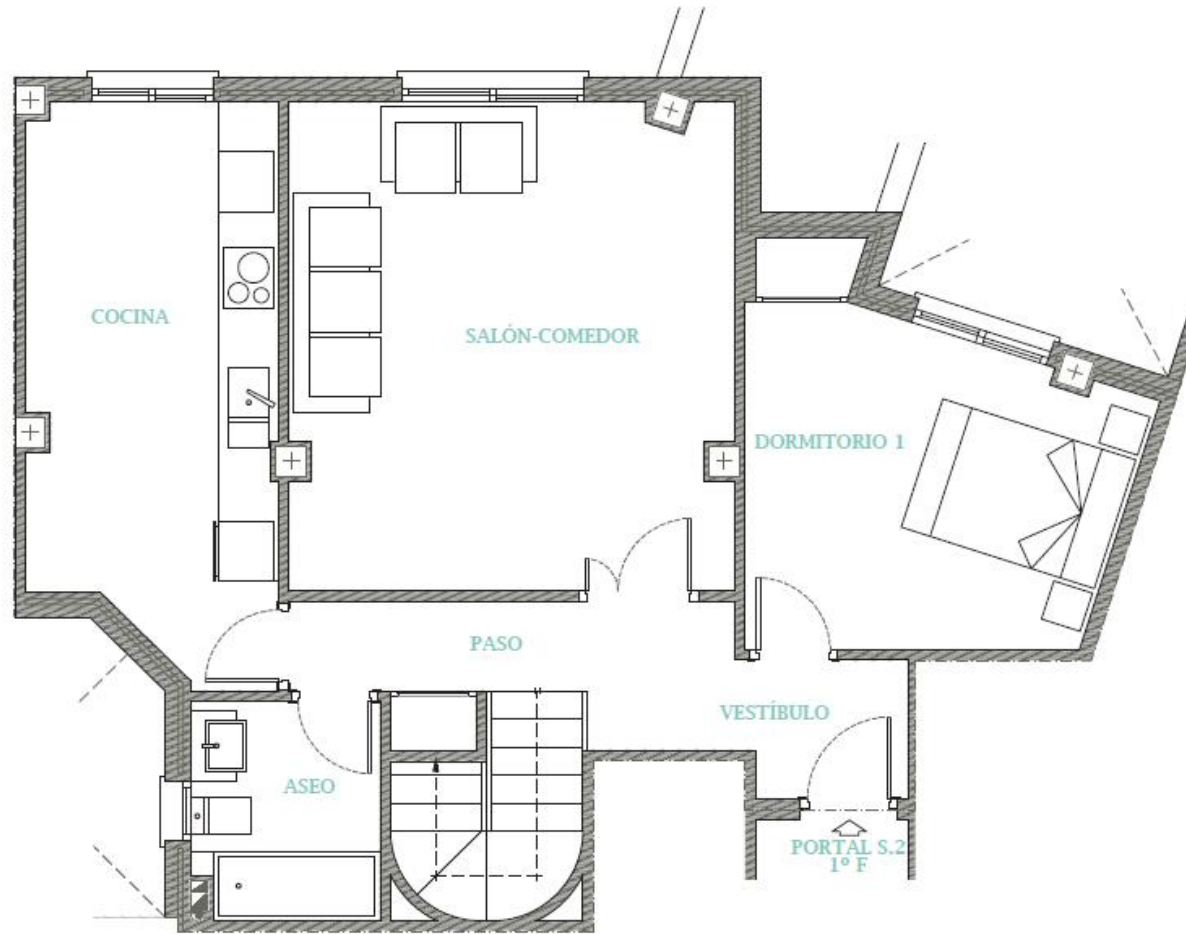 COCINA
SALÓN-COMEDOR
DORMITORIO 1
PASO
VESTÍBULO
ASEO
PORTAL S.2
1º F